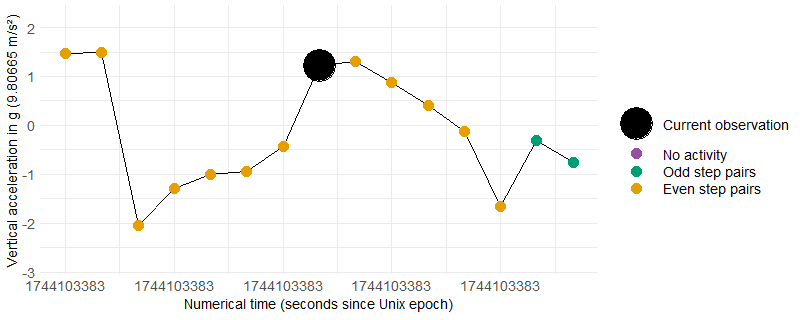 Vertical acceleration in g (9.80665 m/s²)
2
1
0
-1
-2
-3
1744103383 1744103383 1744103383 1744103383 1744103383
Numerical time (seconds since Unix epoch)
Current observation
No activity
Odd step pairs
Even step pairs